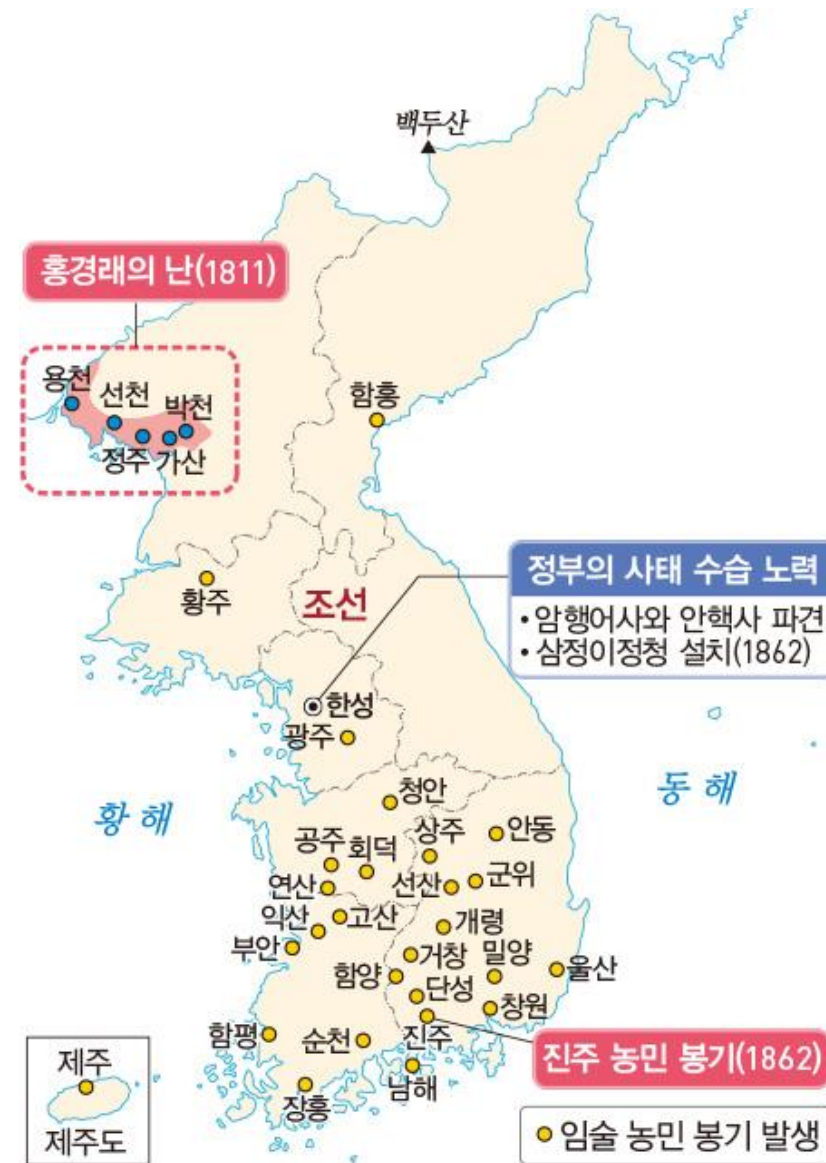 백두산
홍경래의 난(1811)
용천
선천
박천
정주
가산
함흥
황주
조선
정부의 사태 수습 노력
• 암행어사와 안핵사 파견
• 삼정이정청 설치(1862)
한성
광주
황해
동해
청안
공주
회덕
상주
안동
연산
선산
군위
익산
고산
개령
부안
거창
밀양
울산
함양
단성
창원
함평
순천
진주
진주 농민 봉기(1862)
장흥
남해
제주
제주도
임술 농민 봉기 발생